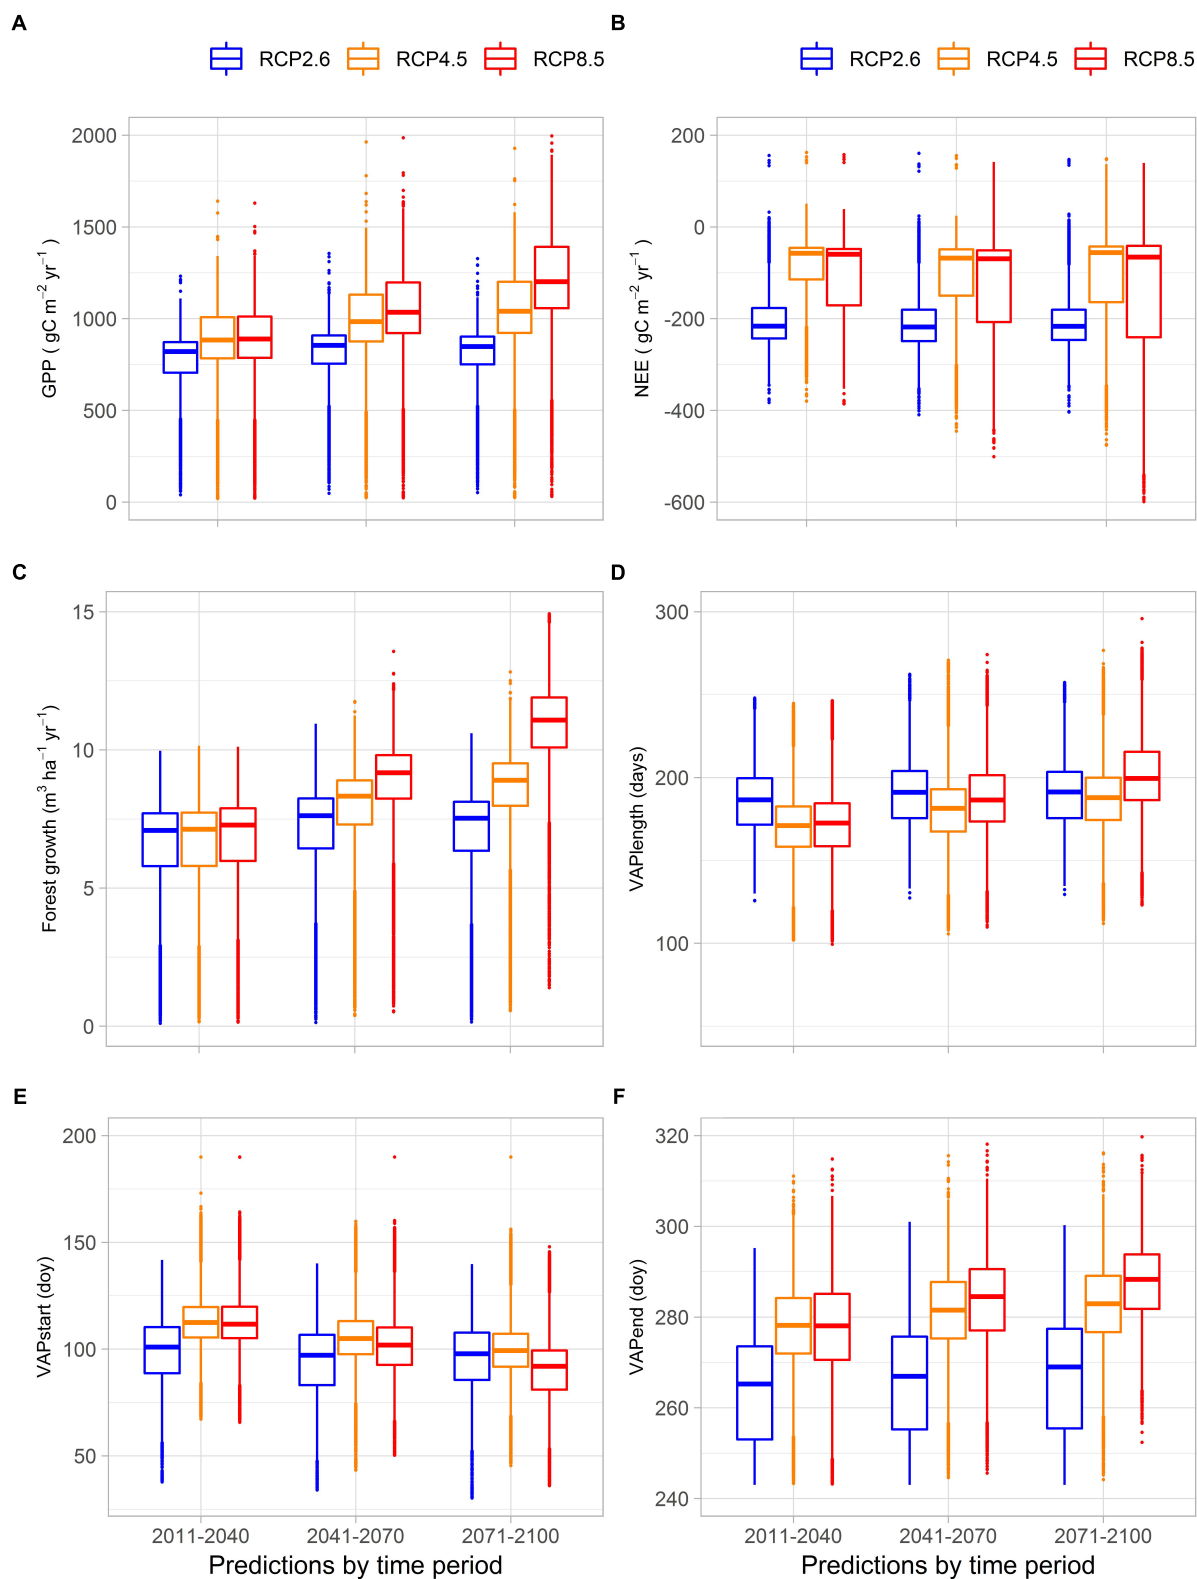 A
RCP2.6 RCP4.5 RCP8.5
GPP ( gC m⁻² yr⁻¹ )
2000
1500
1000
500
0
B
RCP2.6 RCP4.5 RCP8.5
NEE ( gC m⁻² yr⁻¹ )
200
0
-200
-400
-600
C
Forest growth (m³ ha⁻¹ yr⁻¹)
15
10
5
0
D
VAPlength (days)
300
200
100
E
VAPstart (doy)
200
150
100
50
2011-2040 2041-2070 2071-2100
Predictions by time period
F
VAPend (doy)
320
300
280
260
240
2011-2040 2041-2070 2071-2100
Predictions by time period